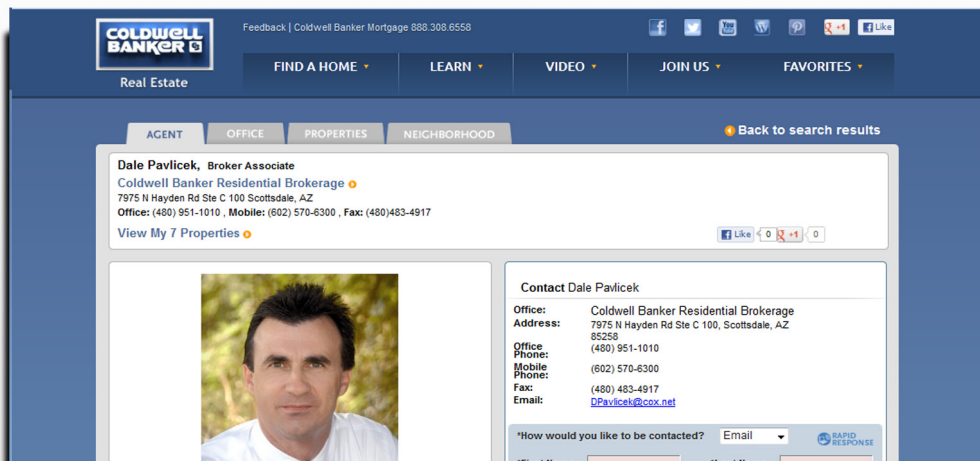 Feedback | Coldwell Banker Mortgage 888.308.6558
+1
Like
COLDWELL
BANKER
Real Estate
FIND A HOME
LEARN
VIDEO
JOIN US
FAVORITES
AGENT
OFFICE
PROPERTIES
NEIGHBORHOOD
Back to search results
Dale Pavlicek, Broker Associate
Coldwell Banker Residential Brokerage
7975 N Hayden Rd Ste C 100 Scottsdale, AZ
Office: (480) 951-1010 , Mobile: (602) 570-6300 , Fax: (480)483-4917
View My 7 Properties
Like 0 +1 0
Contact Dale Pavlicek
Office: Coldwell Banker Residential Brokerage
Address: 7975 N Hayden Rd Ste C 100, Scottsdale, AZ
85258
Office
Phone: (480) 951-1010
Mobile
Phone: (602) 570-6300
Fax: (480) 483-4917
Email: DPavlicek@cox.net
*How would you like to be contacted? Email
RAPID
RESPONSE